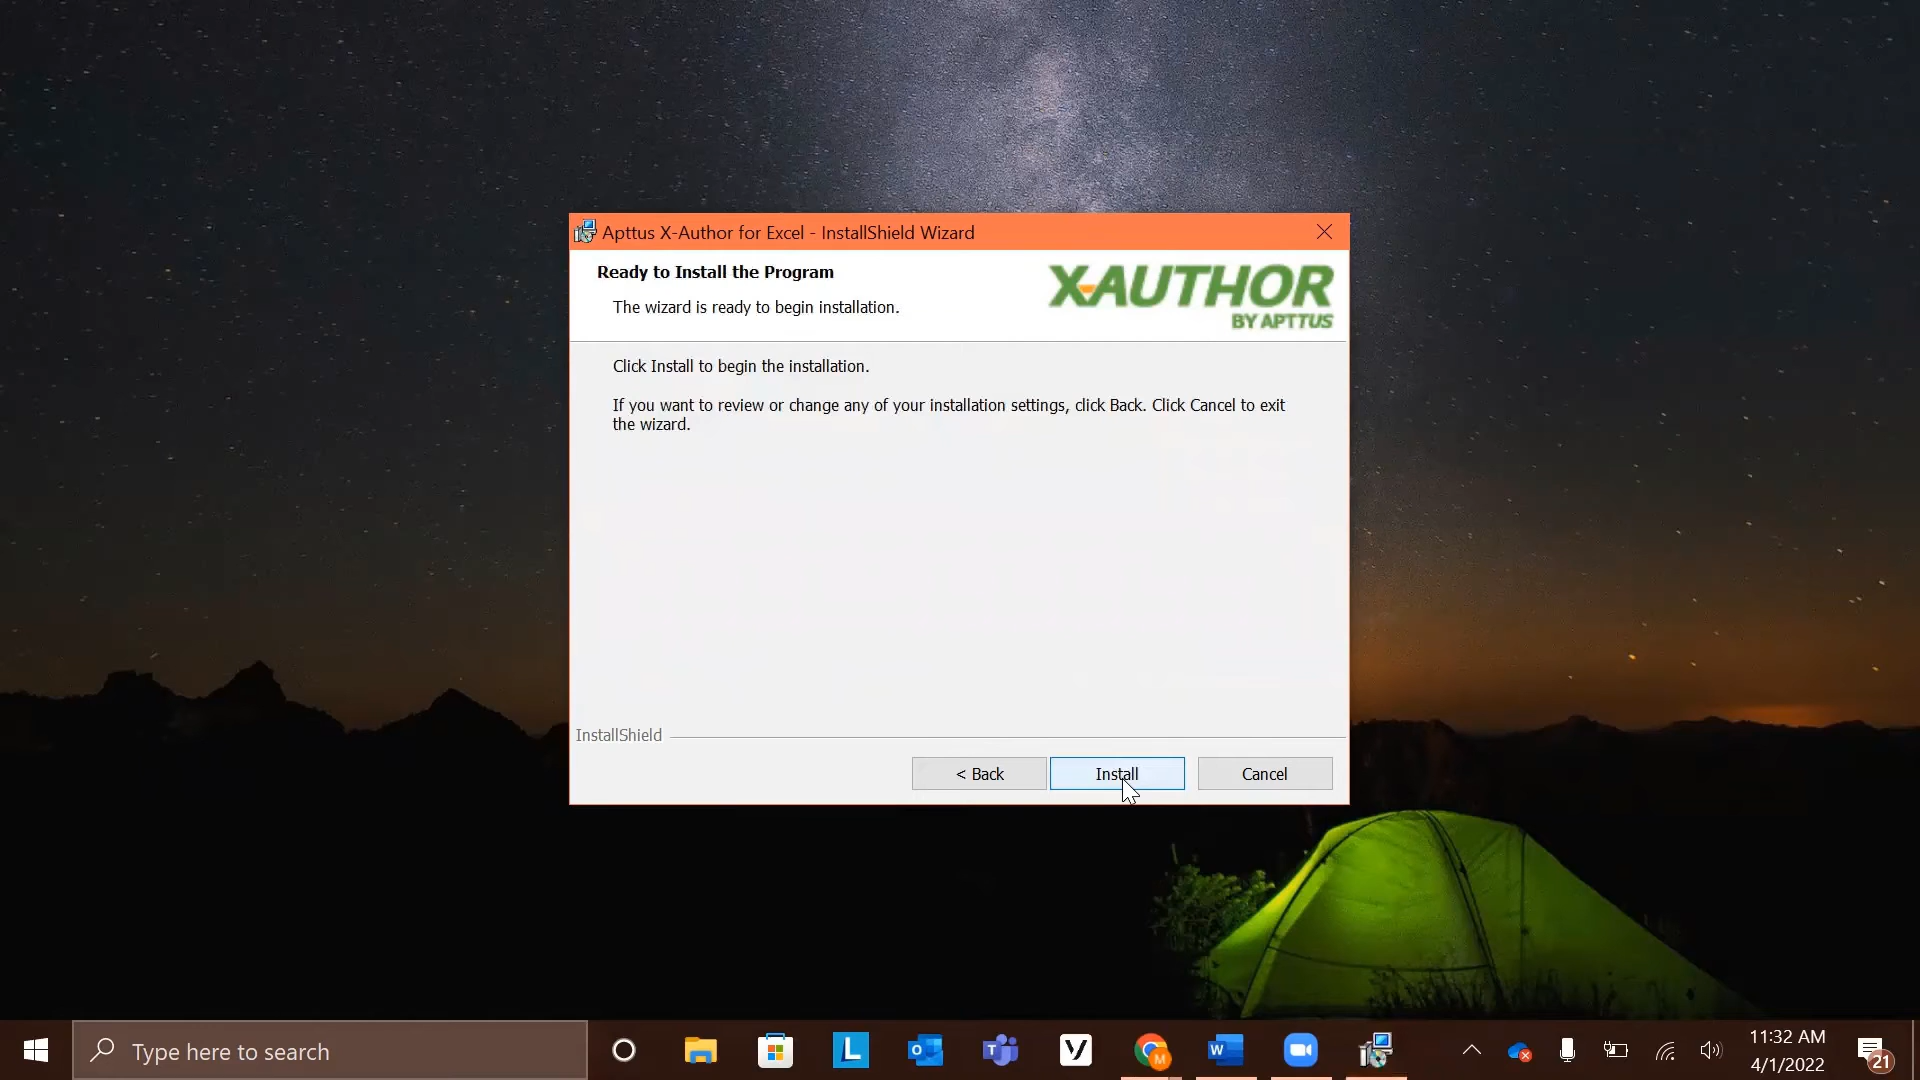 Apttus X-Author for Excel - InstallShield Wizard
Ready to Install the Program
The wizard is ready to begin installation.
X-AUTHOR
BY APTTUS
Click Install to begin the installation.
If you want to review or change any of your installation settings, click Back. Click Cancel to exit
the wizard.
InstallShield
< Back
Install
Cancel
Type here to search
L
O
T
M
W
11:32 AM
4/1/2022
21